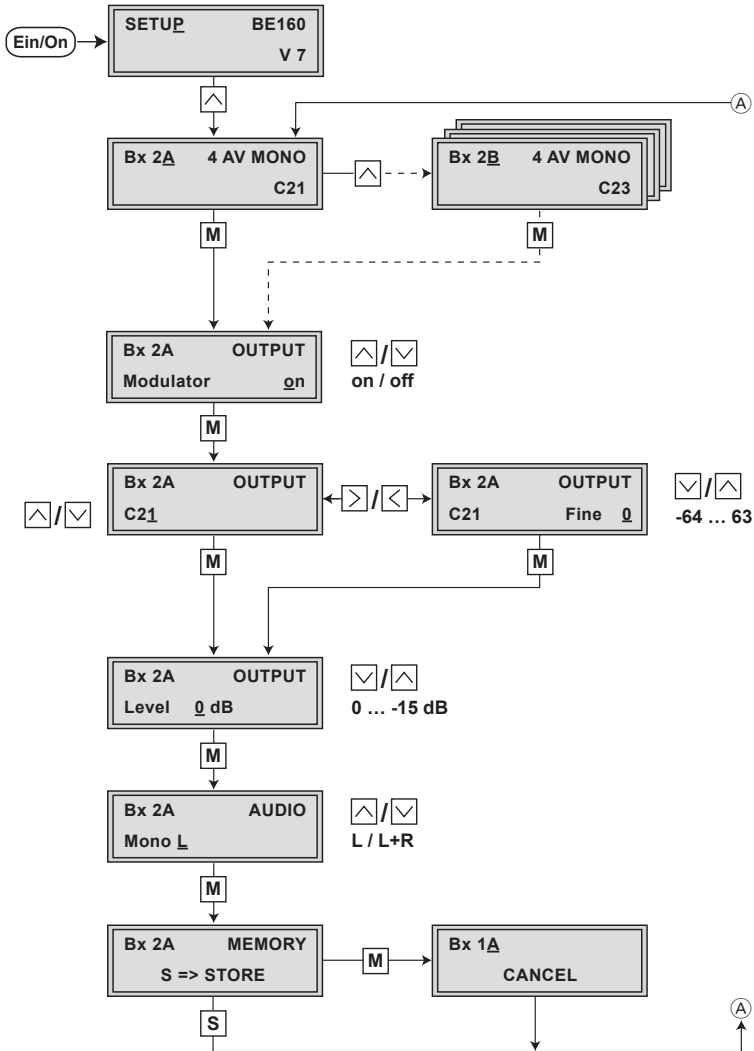 Ein/On
SETUP BE160
V 7
A
Bx 2A 4 AV MONO
C21
Bx 2B 4 AV MONO
C23
M
M
Bx 2A OUTPUT
Modulator on
/
on / off
M
Bx 2A OUTPUT
C21
/
> / <
Bx 2A OUTPUT
C21 Fine 0
/
-64 … 63
M
M
Bx 2A OUTPUT
Level 0 dB
/
0 … -15 dB
M
Bx 2A AUDIO
Mono L
/
L / L+R
M
Bx 2A MEMORY
S => STORE
M
Bx 1A
CANCEL
S
A